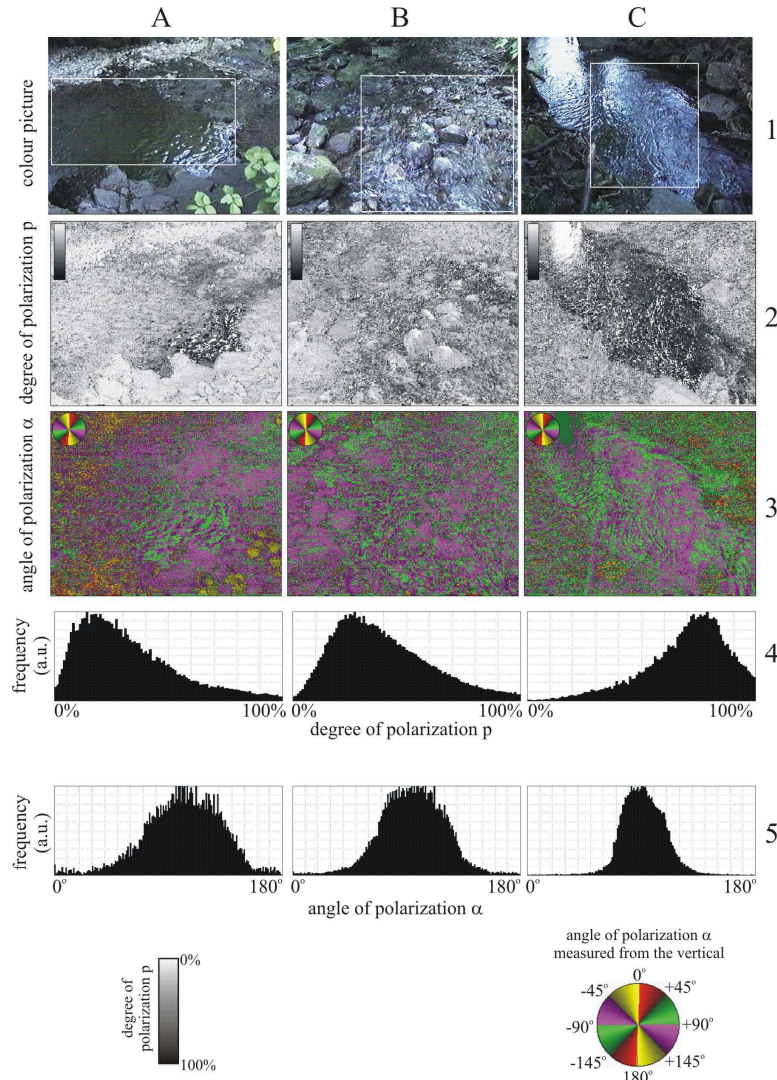 A B C
colour picture
1
degree of polarization p
2
angle of polarization α
3
frequency
(a.u.)
4
0% 100% 0% 100% 0% 100%
degree of polarization p
frequency
(a.u.)
5
0° 180° 0° 180° 0° 180°
angle of polarization α
degree of
polarization p
0%
100%
angle of polarization α
measured from the vertical
0°
-45° +45°
-90° +90°
-145° +145°
180°